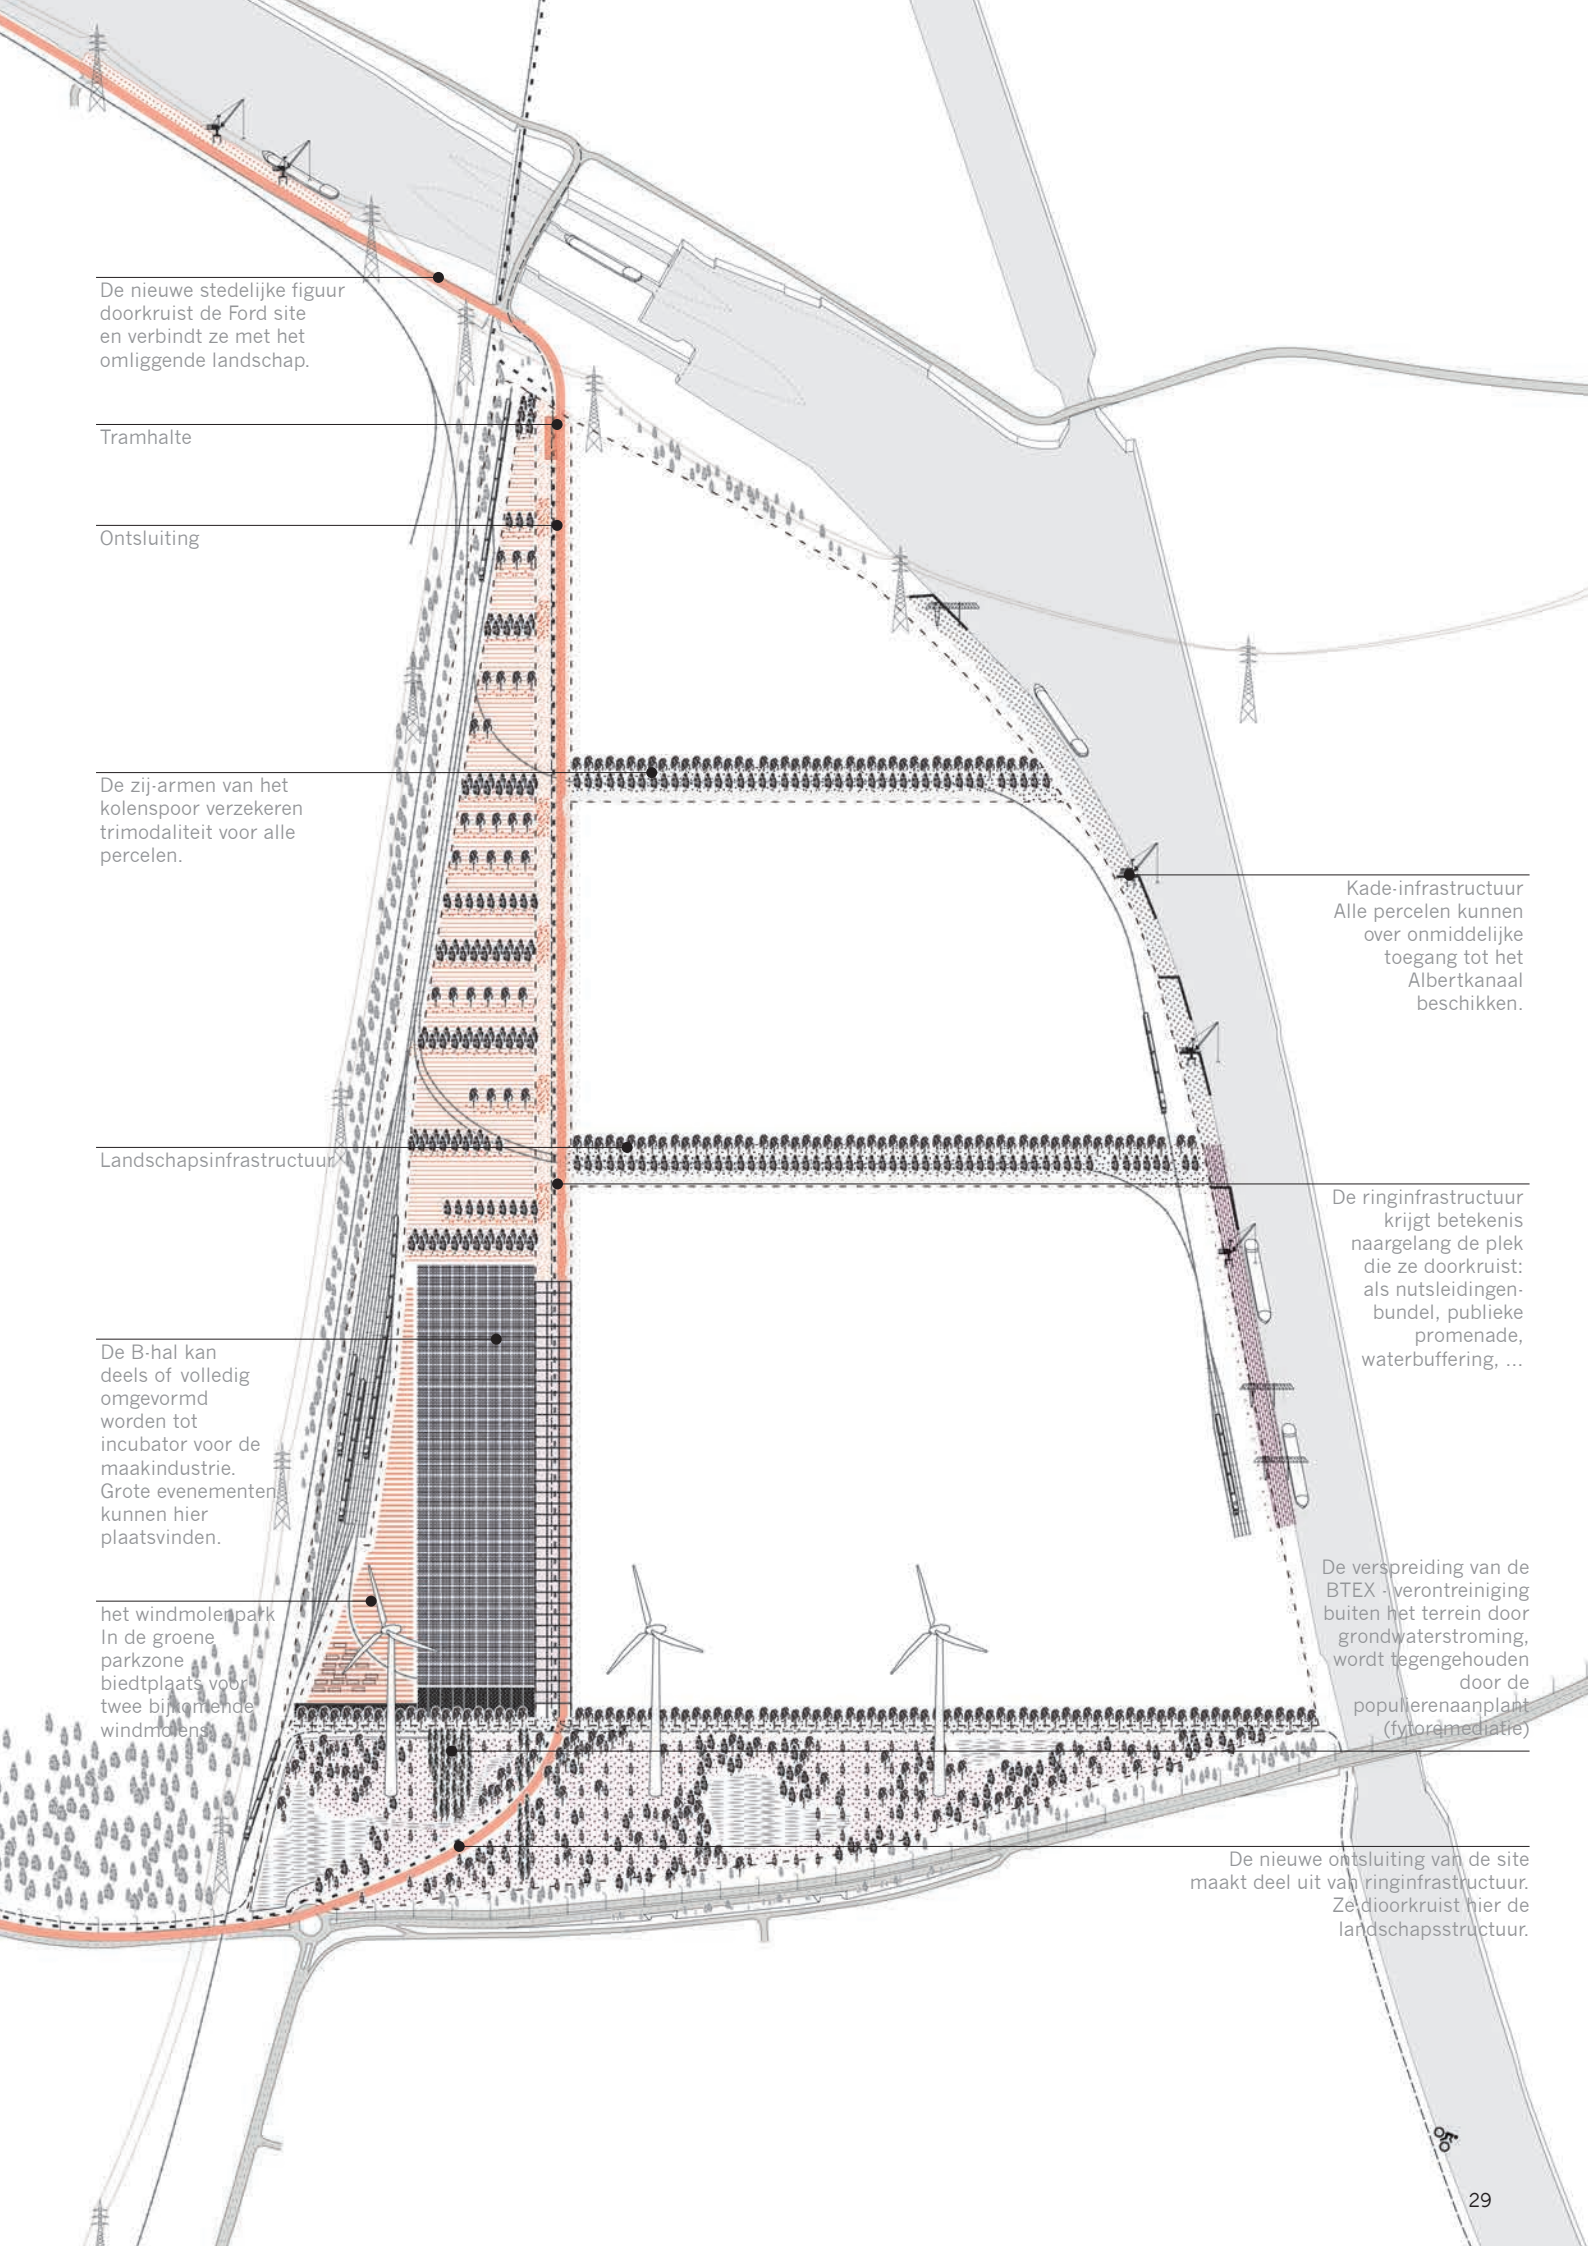 De nieuwe stedelijke figuur
doorkruist de Ford site
en verbindt ze met het
omliggende landschap.
Tramhalte
Ontsluiting
De zij-armen van het
kolenspoor verzekeren
trimodaliteit voor alle
percelen.
Kade-infrastructuur
Alle percelen kunnen
over onmiddelijke
toegang tot het
Albertkanaal
beschikken.
Landschapsinfrastructuur
De ringinfrastructuur
krijgt betekenis
naargelang de plek
die ze doorkruist:
als nutsleidingen-
bundel, publieke
promenade,
waterbuffering, ...
De B-hal kan
deels of volledig
omgevormd
worden tot
incubator voor de
maakindustrie.
Grote evenementen
kunnen hier
plaatsvinden.
het windmolenpark
In de groene
parkzone
biedtplaats voor
twee bijkomende
windmolens.
De verspreiding van de
BTEX - verontreiniging
buiten het terrein door
grondwaterstroming,
wordt tegengehouden
door de
populierenaanplant
(fytoremediatie)
De nieuwe ontsluiting van de site
maakt deel uit van ringinfrastructuur.
Ze dioorkruist hier de
landschapsstructuur.
29